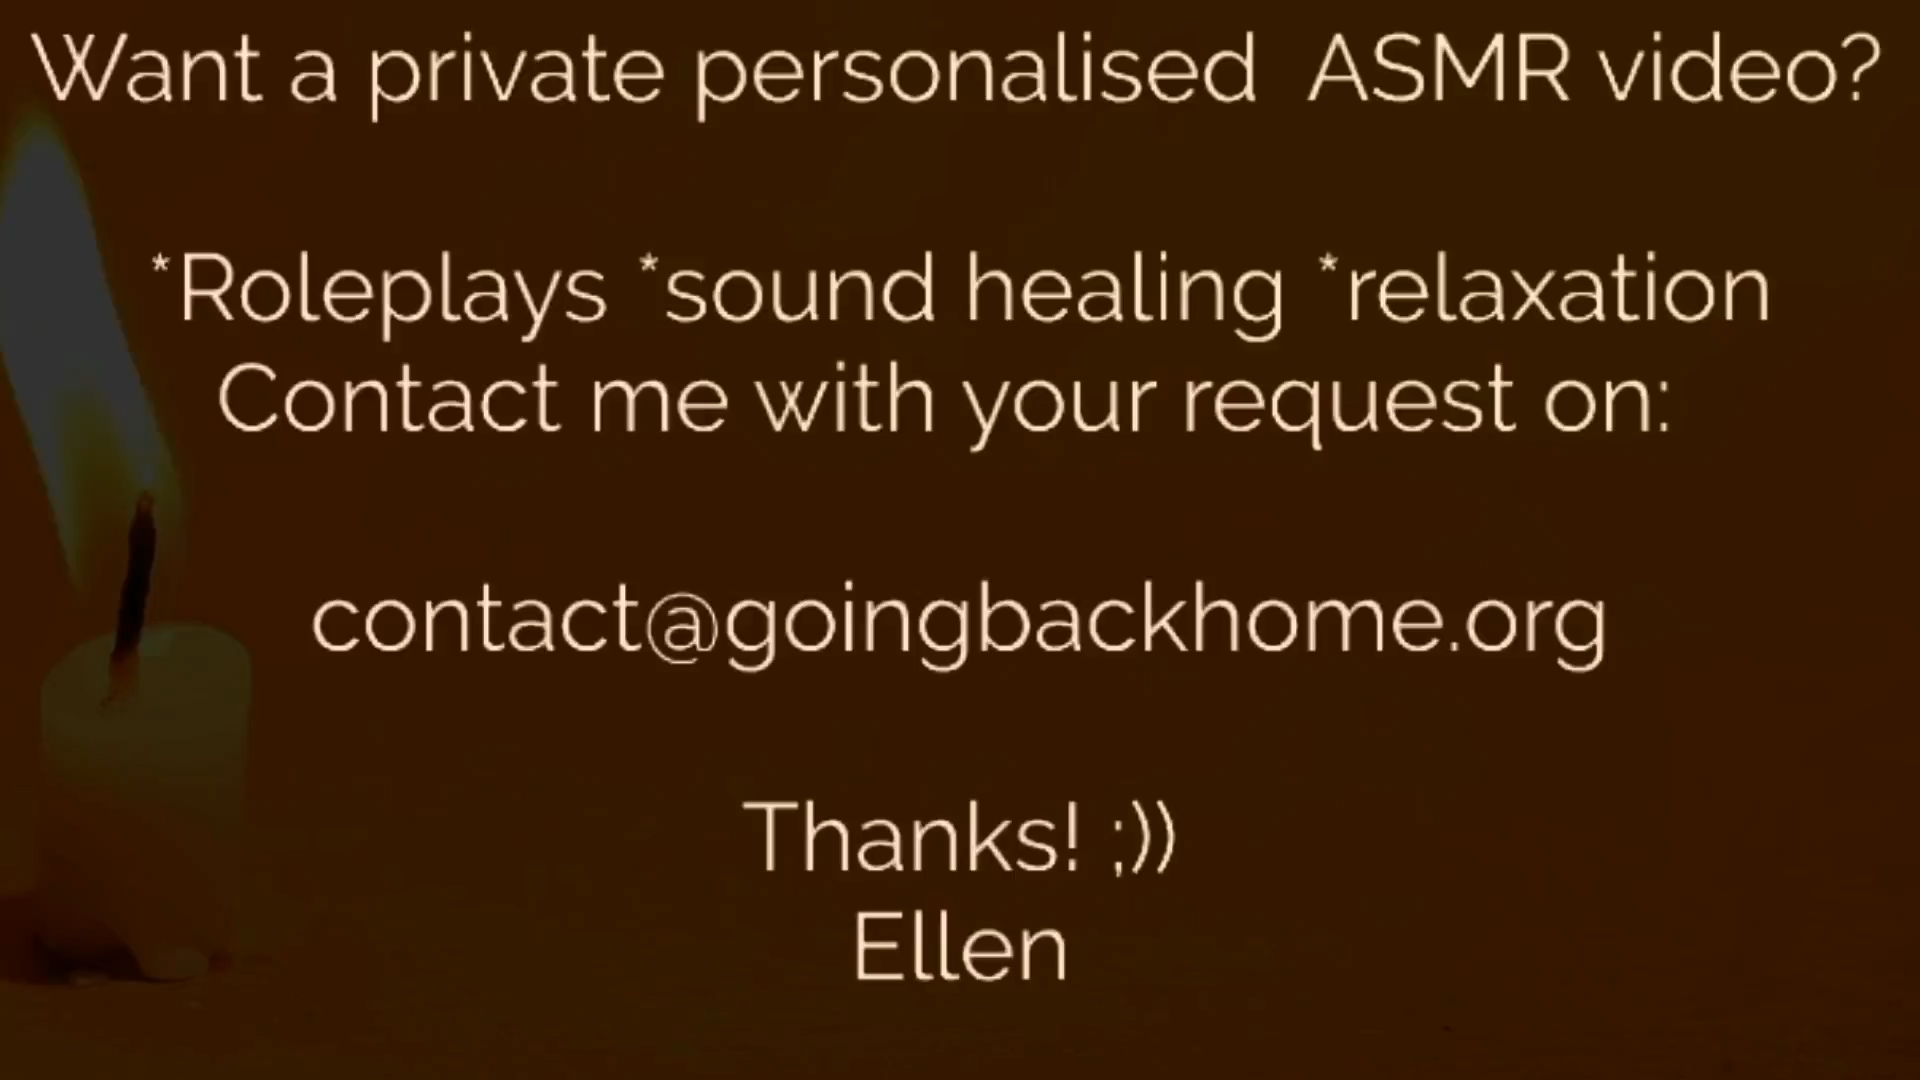 Want a private personalised  ASMR video?
*Roleplays *sound healing *relaxation
Contact me with your request on:
contact@goingbackhome.org
Thanks! ;))
Ellen